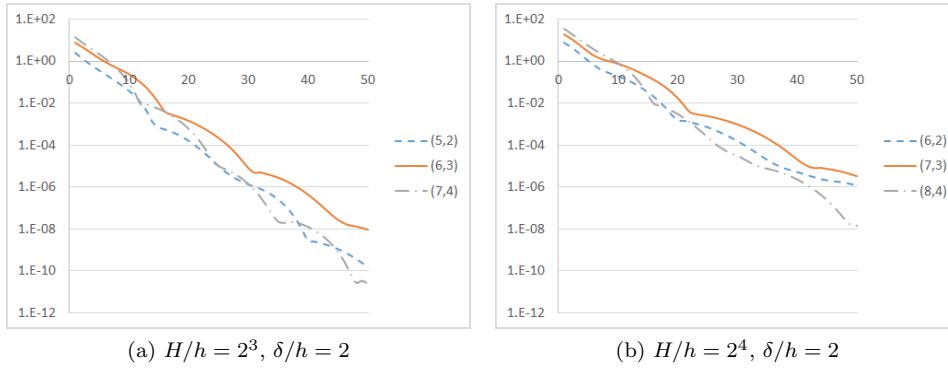 1.E+02
1.E+00
0 10 20 30 40 50
1.E-02
1.E-04
1.E-06
1.E-08
1.E-10
1.E-12
(5,2)
(6,3)
(7,4)
(a) H/h = 2^3, δ/h = 2
1.E+02
1.E+00
0 10 20 30 40 50
1.E-02
1.E-04
1.E-06
1.E-08
1.E-10
1.E-12
(6,2)
(7,3)
(8,4)
(b) H/h = 2^4, δ/h = 2